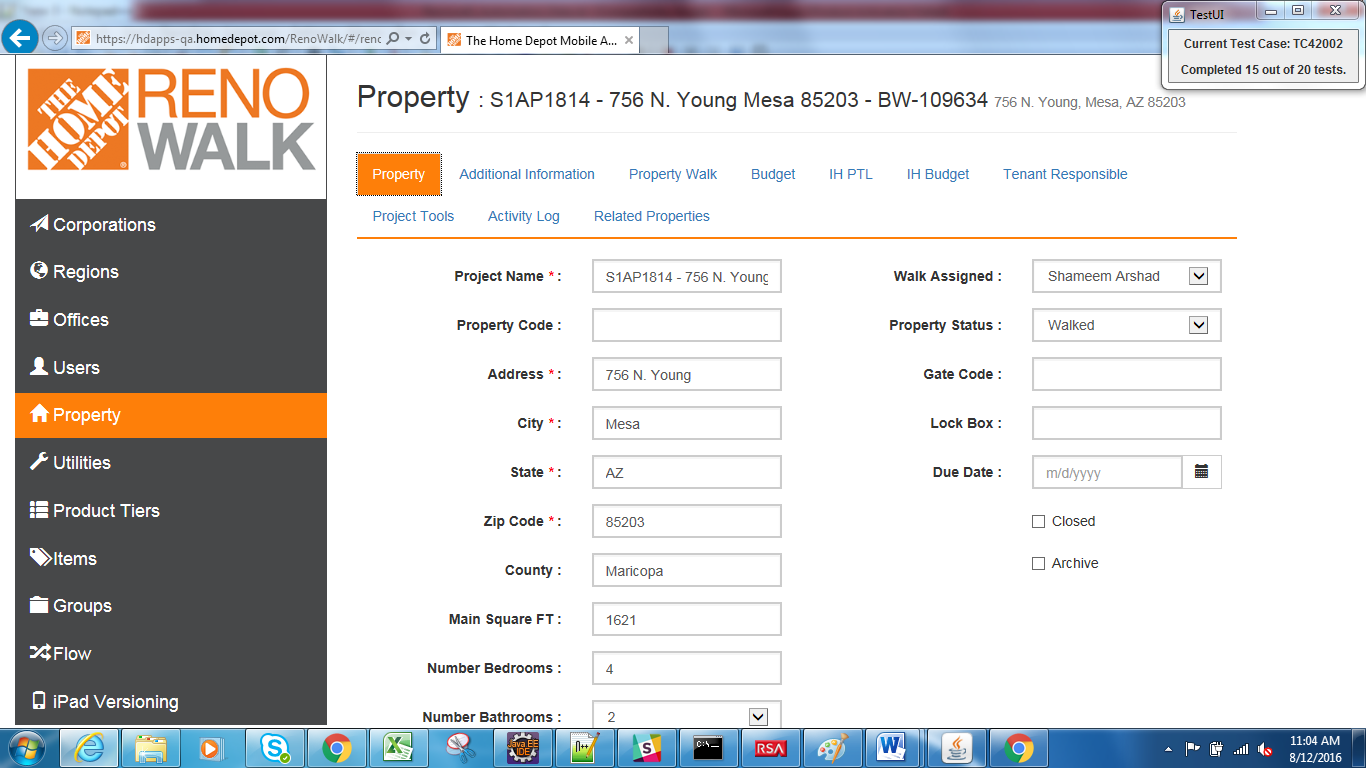 TestUI
Current Test Case: TC42002
Completed 15 out of 20 tests.
https://hdapps-qa.homedepot.com/RenoWalk/#/reno
The Home Depot Mobile A...
THE HOME DEPOT
RENO
WALK
Property : S1AP1814 - 756 N. Young Mesa 85203 - BW-109634 756 N. Young, Mesa, AZ 85203
Property Additional Information Property Walk Budget IH PTL IH Budget Tenant Responsible
Project Tools Activity Log Related Properties
Corporations
Regions
Offices
Users
Property
Utilities
Product Tiers
Items
Groups
Flow
iPad Versioning
Project Name * : S1AP1814 - 756 N. Young
Property Code :
Address * : 756 N. Young
City * : Mesa
State * : AZ
Zip Code * : 85203
County : Maricopa
Main Square FT : 1621
Number Bedrooms : 4
Number Bathrooms : 2
Walk Assigned : Shameem Arshad
Property Status : Walked
Gate Code :
Lock Box :
Due Date : m/d/yyyy
Closed
Archive
Java EE
IDE
N++
C:\
RSA
11:04 AM
8/12/2016